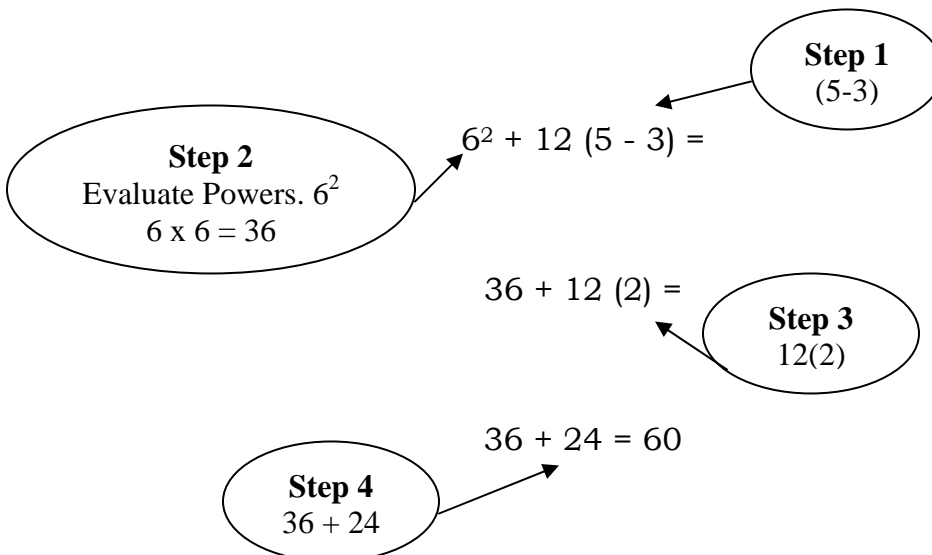 Step 1
(5-3)
6² + 12 (5 - 3) =
Step 2
Evaluate Powers. 6²
6 x 6 = 36
36 + 12 (2) =
Step 3
12(2)
36 + 24 = 60
Step 4
36 + 24